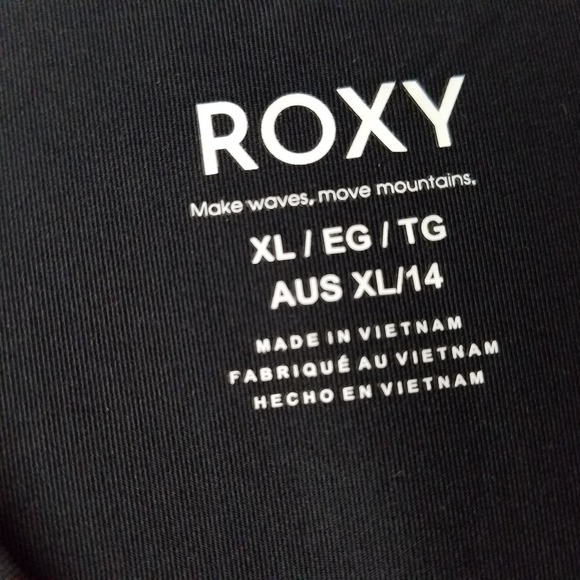 ROXY
Make waves, move mountains.
XL / EG / TG
AUS XL/14
MADE IN VIETNAM
FABRIQUÉ AU VIETNAM
HECHO EN VIETNAM